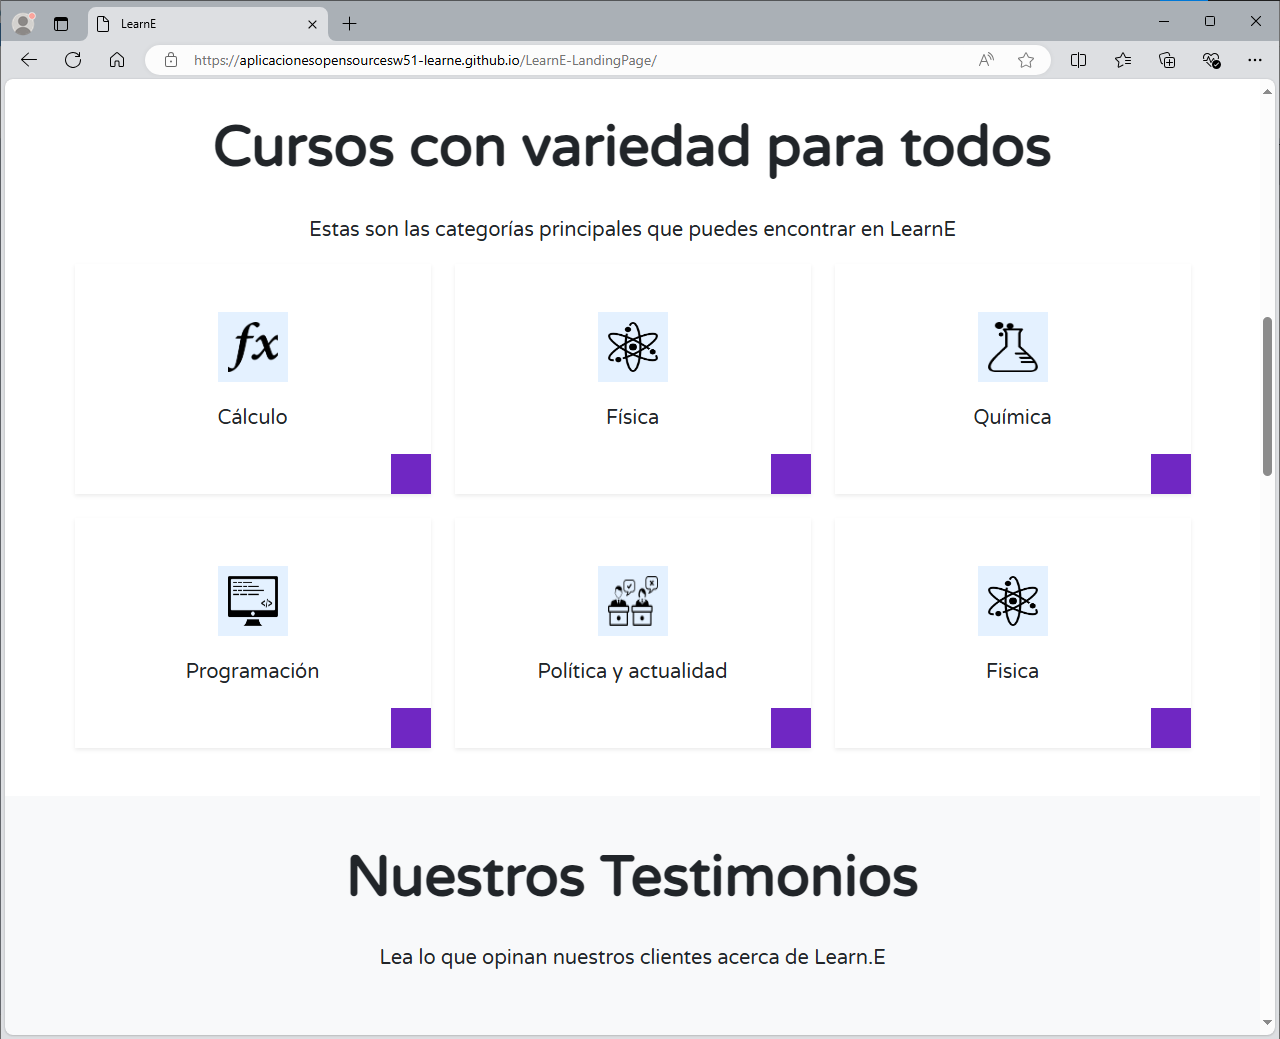 LearnE
https://aplicacionesopensourcesw51-learne.github.io/LearnE-LandingPage/
Cursos con variedad para todos
Estas son las categorías principales que puedes encontrar en LearnE
fx
Cálculo
Física
Química
</>
Programación
Política y actualidad
Fisica
Nuestros Testimonios
Lea lo que opinan nuestros clientes acerca de Learn.E